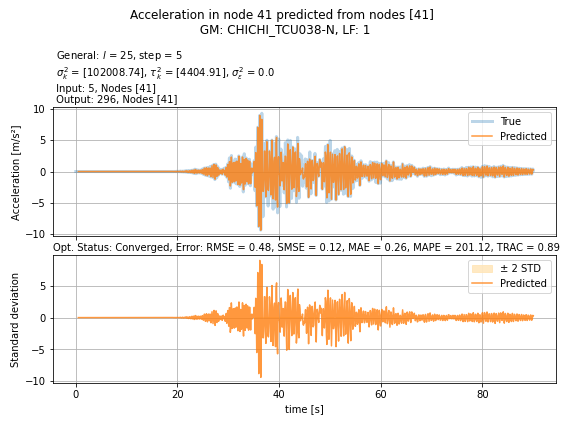 Acceleration in node 41 predicted from nodes [41]
GM: CHICHI_TCU038-N, LF: 1
General: l = 25, step = 5
σ²ₖ = [102008.74], τ²ₖ = [4404.91], σ²ε = 0.0
Input: 5, Nodes [41]
Output: 296, Nodes [41]
Acceleration [m/s²]
10
5
0
−5
−10
True
Predicted
Opt. Status: Converged, Error: RMSE = 0.48, SMSE = 0.12, MAE = 0.26, MAPE = 201.12, TRAC = 0.89
Standard deviation
5
0
−5
−10
± 2 STD
Predicted
0 20 40 60 80
time [s]